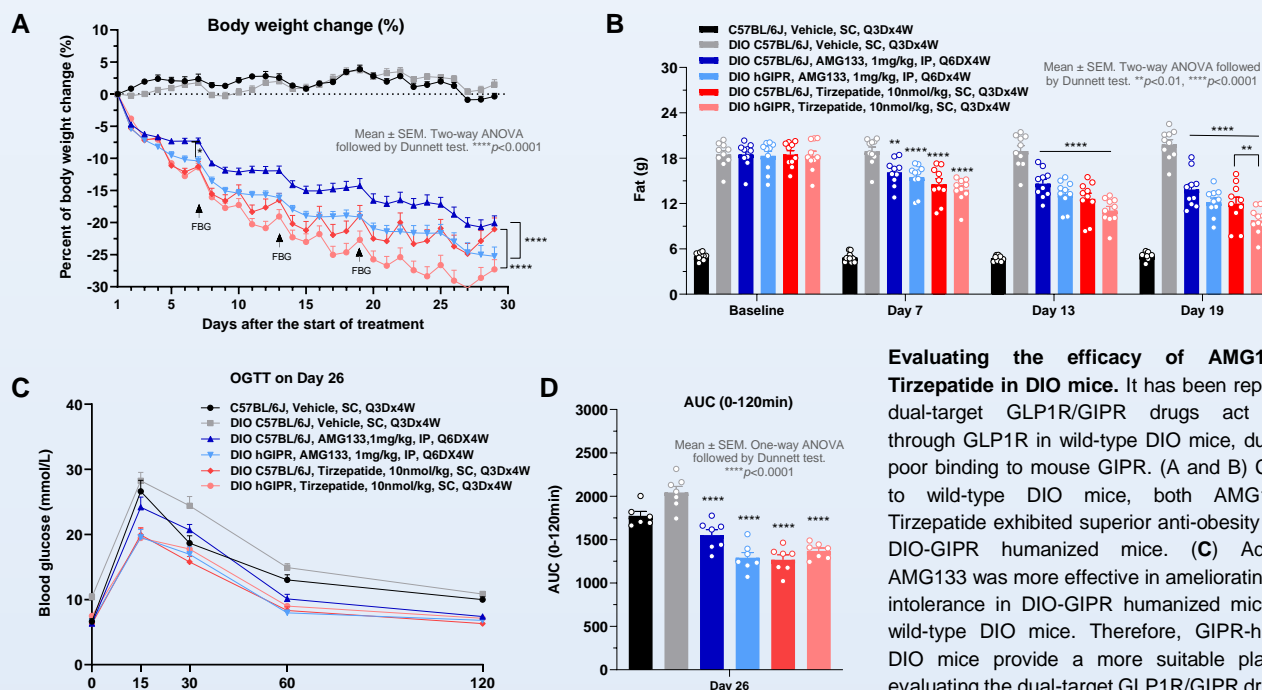 A
Body weight change (%)
Percent of body weight change (%)
10
5
0
-5
-10
-15
-20
-25
-30
Mean ± SEM. Two-way ANOVA
followed by Dunnett test. ****p<0.0001
*
FBG
FBG
FBG
****
****
1 5 10 15 20 25 30
Days after the start of treatment
B
C57BL/6J, Vehicle, SC, Q3Dx4W
DIO C57BL/6J, Vehicle, SC, Q3Dx4W
DIO C57BL/6J, AMG133, 1mg/kg, IP, Q6DX4W
DIO hGIPR, AMG133, 1mg/kg, IP, Q6DX4W
DIO C57BL/6J, Tirzepatide, 10nmol/kg, SC, Q3Dx4W
DIO hGIPR, Tirzepatide, 10nmol/kg, SC, Q3Dx4W
Mean ± SEM. Two-way ANOVA followed
by Dunnett test. **p<0.01, ****p<0.0001
Fat (g)
30
24
18
12
6
0
** **** **** ****
****
****
**
Baseline Day 7 Day 13 Day 19
C
OGTT on Day 26
C57BL/6J, Vehicle, SC, Q3Dx4W
DIO C57BL/6J, Vehicle, SC, Q3Dx4W
DIO C57BL/6J, AMG133,1mg/kg, IP, Q6DX4W
DIO hGIPR, AMG133, 1mg/kg, IP, Q6DX4W
DIO C57BL/6J, Tirzepatide, 10nmol/kg, SC, Q3Dx4W
DIO hGIPR, Tirzepatide, 10nmol/kg, SC, Q3Dx4W
Blood glucose (mmol/L)
40
30
20
10
0
0 15 30 60 120
D
AUC (0-120min)
Mean ± SEM. One-way ANOVA
followed by Dunnett test.
****p<0.0001
AUC (0-120min)
3000
2500
2000
1500
1000
500
0
**** **** **** ****
Day 26
Evaluating the efficacy of AMG1
Tirzepatide in DIO mice. It has been rep
dual-target GLP1R/GIPR drugs act
through GLP1R in wild-type DIO mice, du
poor binding to mouse GIPR. (A and B) C
to wild-type DIO mice, both AMG1
Tirzepatide exhibited superior anti-obesity
DIO-GIPR humanized mice. (C) Ad
AMG133 was more effective in amelioratin
intolerance in DIO-GIPR humanized mic
wild-type DIO mice. Therefore, GIPR-h
DIO mice provide a more suitable pla
evaluating the dual-target GLP1R/GIPR dr